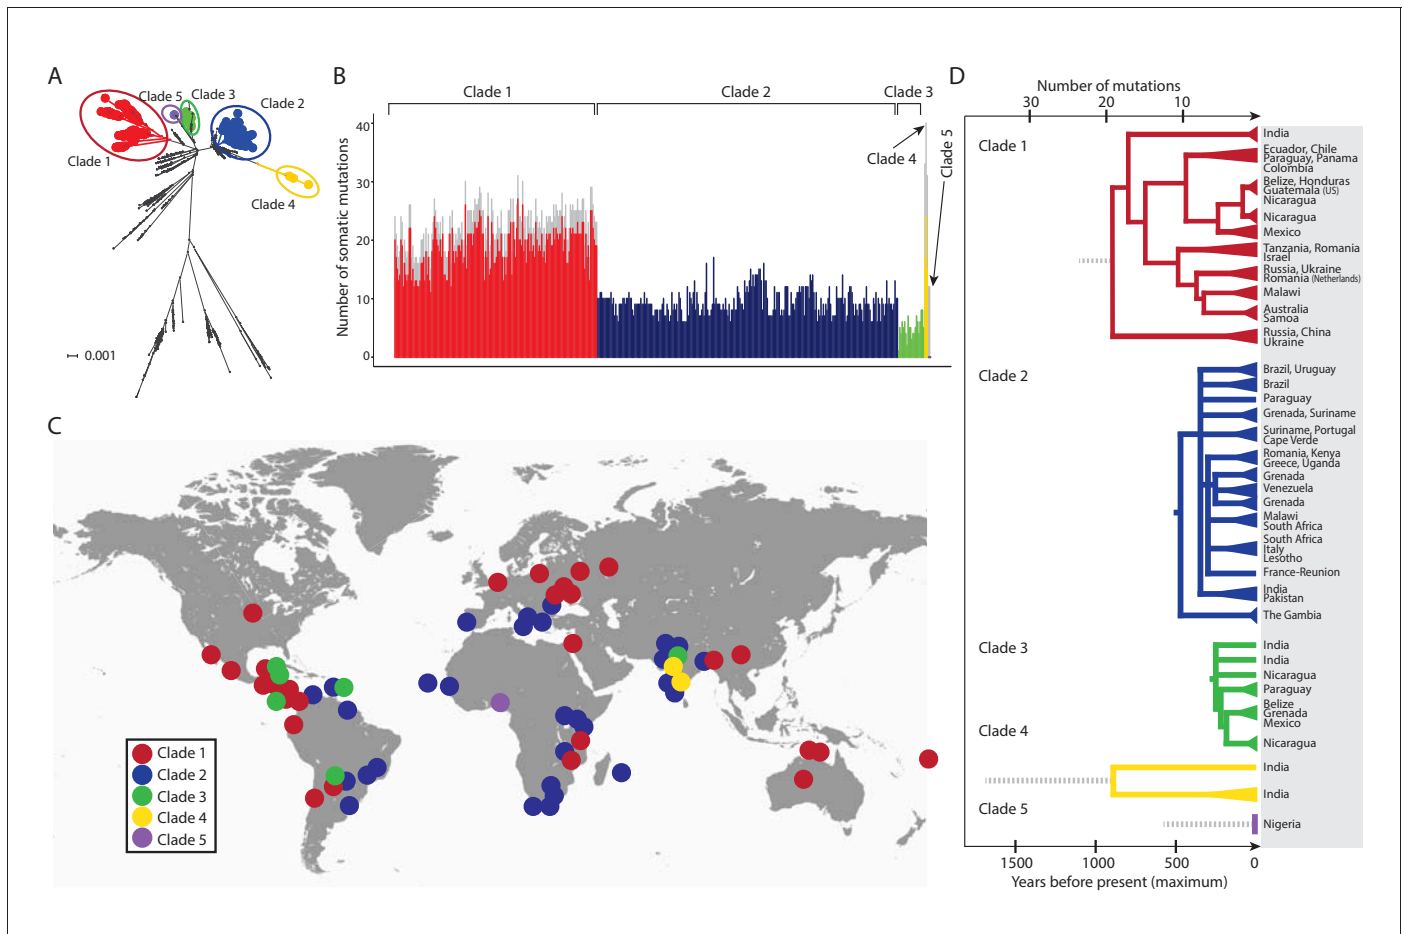 A
Clade 5
Clade 3
Clade 2
Clade 1
Clade 4
0.001
B
Clade 1
Clade 2
Clade 3
Clade 4
Clade 5
Number of somatic mutations
40
30
20
10
0
C
Clade 1
Clade 2
Clade 3
Clade 4
Clade 5
D
Number of mutations
30
20
10
Clade 1
India
Ecuador, Chile
Paraguay, Panama
Colombia
Belize, Honduras
Guatemala (US)
Nicaragua
Nicaragua
Mexico
Tanzania, Romania
Israel
Russia, Ukraine
Romania (Netherlands)
Malawi
Australia
Samoa
Russia, China
Ukraine
Clade 2
Brazil, Uruguay
Brazil
Paraguay
Grenada, Suriname
Suriname, Portugal
Cape Verde
Romania, Kenya
Greece, Uganda
Grenada
Venezuela
Grenada
Malawi
South Africa
South Africa
Italy
Lesotho
France-Reunion
India
Pakistan
The Gambia
Clade 3
India
India
Nicaragua
Paraguay
Belize
Grenada
Mexico
Nicaragua
Clade 4
India
India
Clade 5
Nigeria
1500
1000
500
0
Years before present (maximum)